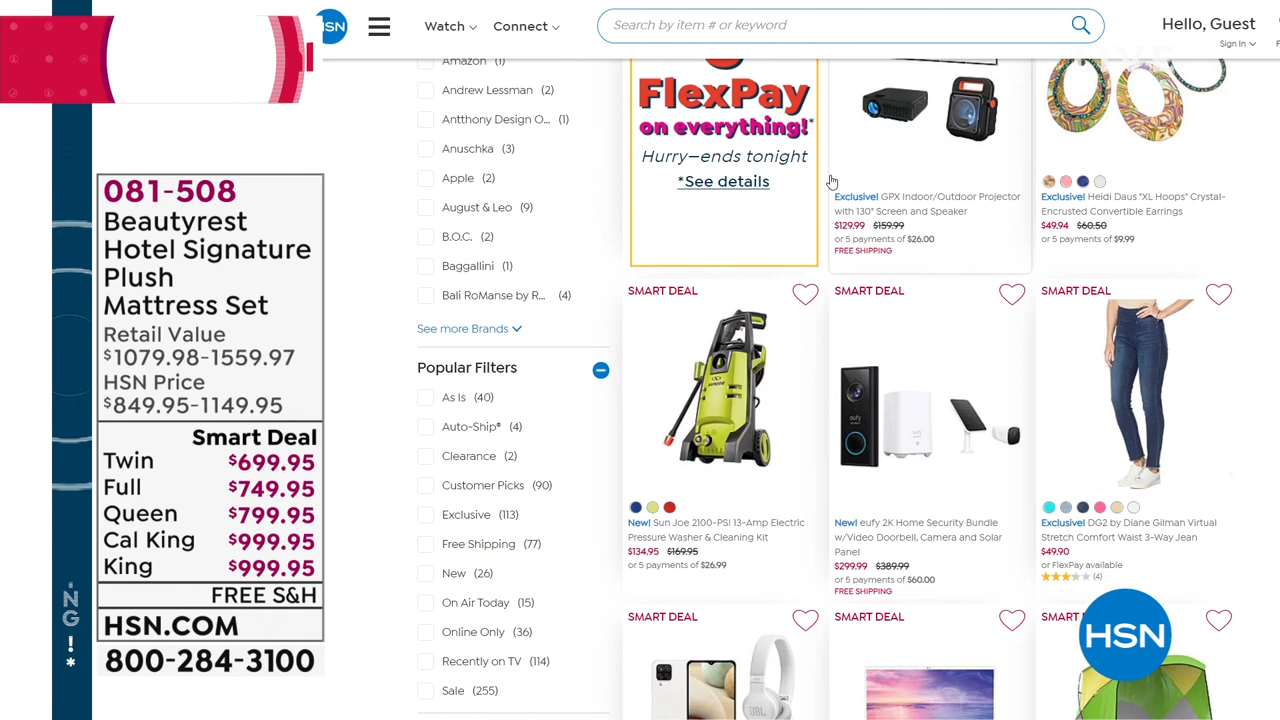 HSN
Watch
Connect
Search by item # or keyword
Hello, Guest
Sign In
081-508
Beautyrest
Hotel Signature
Plush
Mattress Set
Retail Value
$1079.98-1559.97
HSN Price
$849.95-1149.95
Smart Deal
Twin $699.95
Full $749.95
Queen $799.95
Cal King $999.95
King $999.95
FREE S&H
HSN.COM
800-284-3100
NG!*
Amazon (1)
Andrew Lessman (2)
Antthony Design O... (1)
Anuschka (3)
Apple (2)
August & Leo (9)
B.O.C. (2)
Baggallini (1)
Bali RoManse by R... (4)
See more Brands
Popular Filters
As Is (40)
Auto-Ship® (4)
Clearance (2)
Customer Picks (90)
Exclusive (113)
Free Shipping (77)
New (26)
On Air Today (15)
Online Only (36)
Recently on TV (114)
Sale (255)
FlexPay
on everything!*
Hurry—ends tonight
*See details
Exclusive! GPX Indoor/Outdoor Projector
with 130" Screen and Speaker
$129.99 $159.99
or 5 payments of $26.00
FREE SHIPPING
Exclusive! Heidi Daus "XL Hoops" Crystal-
Encrusted Convertible Earrings
$49.94 $60.50
or 5 payments of $9.99
SMART DEAL
New! Sun Joe 2100-PSI 13-Amp Electric
Pressure Washer & Cleaning Kit
$134.95 $169.95
or 5 payments of $26.99
SMART DEAL
eufy
New! eufy 2K Home Security Bundle
w/Video Doorbell, Camera and Solar
Panel
$299.99 $389.99
or 5 payments of $60.00
FREE SHIPPING
SMART DEAL
Exclusive! DG2 by Diane Gilman Virtual
Stretch Comfort Waist 3-Way Jean
$49.90
or FlexPay available
(4)
SMART DEAL
JBL
SMART DEAL
SMART
HSN